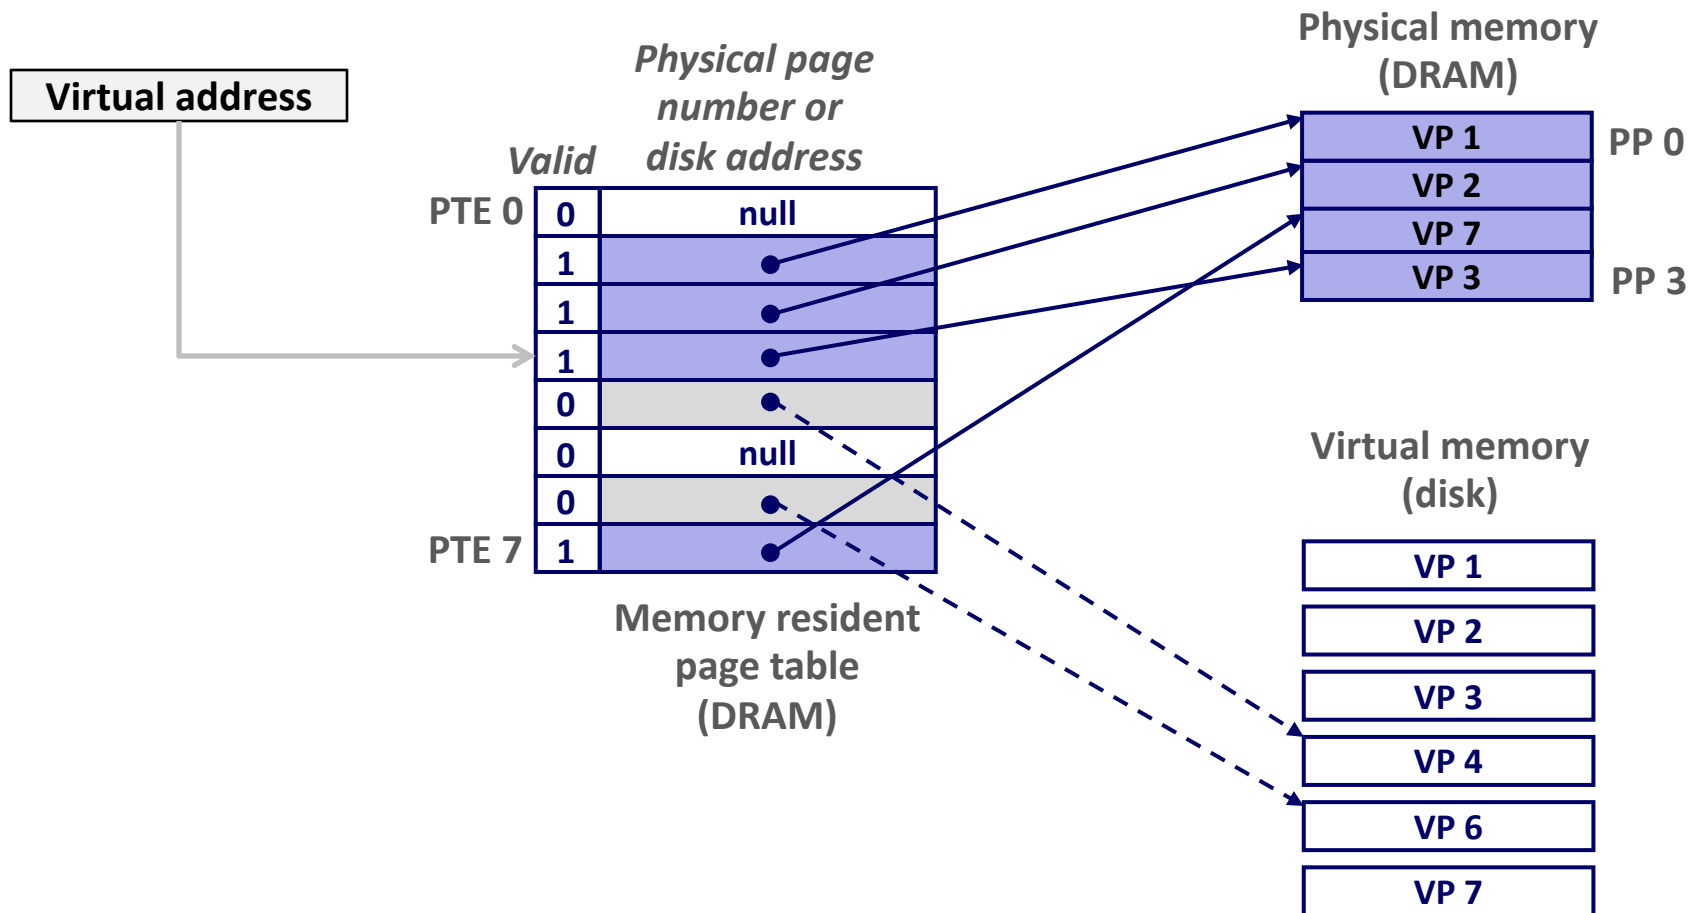 Virtual address
Physical page
number or
disk address
Valid
PTE 0
0
null
1
1
1
0
0
null
0
PTE 7
1
Memory resident
page table
(DRAM)
Physical memory
(DRAM)
VP 1
PP 0
VP 2
VP 7
VP 3
PP 3
Virtual memory
(disk)
VP 1
VP 2
VP 3
VP 4
VP 6
VP 7